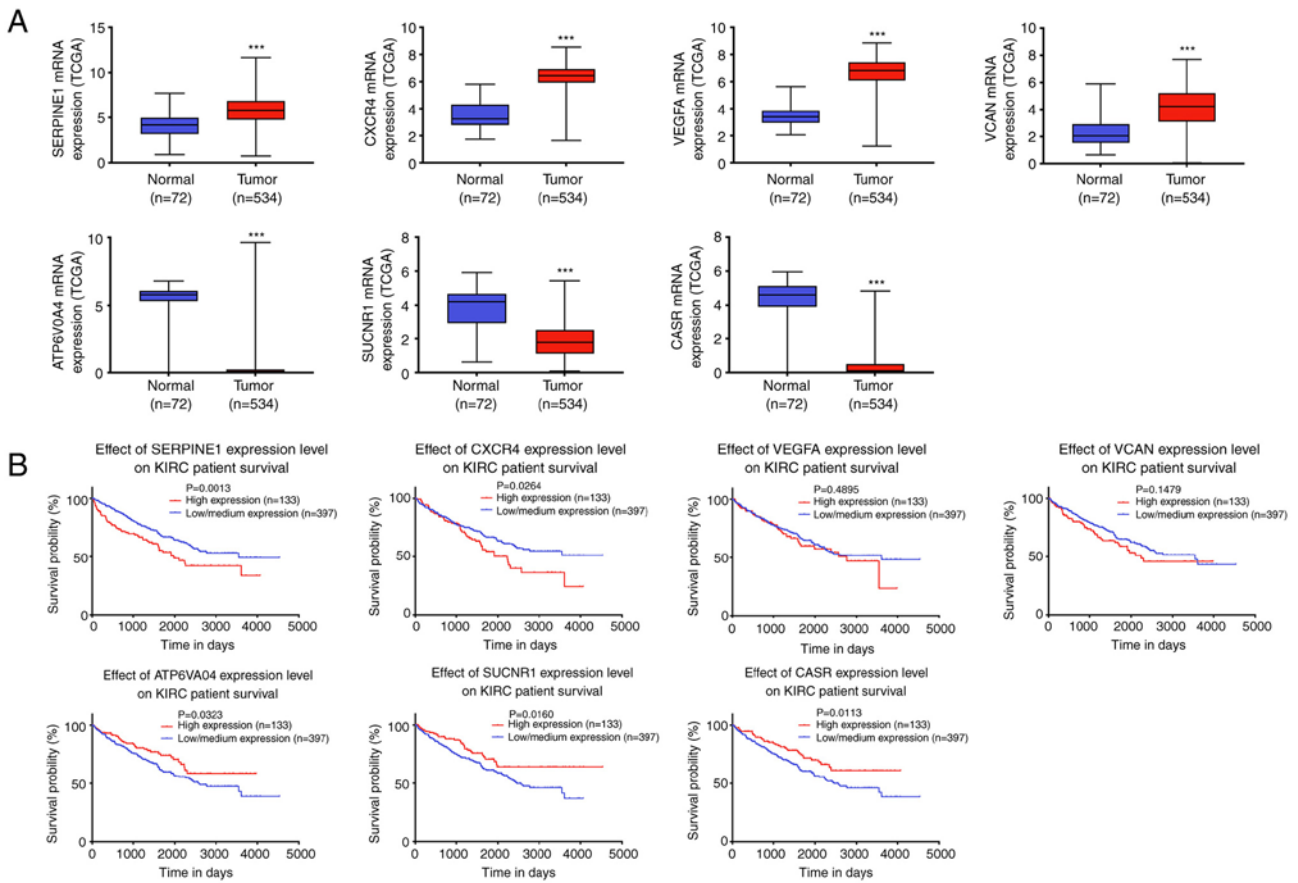 A
SERPINE1 mRNA
expression (TCGA)
15
10
5
0
***
Normal
(n=72)
Tumor
(n=534)
CXCR4 mRNA
expression (TCGA)
10
8
6
4
2
0
***
Normal
(n=72)
Tumor
(n=534)
VEGFA mRNA
expression (TCGA)
10
8
6
4
2
0
***
Normal
(n=72)
Tumor
(n=534)
VCAN mRNA
expression (TCGA)
10
8
6
4
2
0
***
Normal
(n=72)
Tumor
(n=534)
ATP6V0A4 mRNA
expression (TCGA)
10
5
0
***
Normal
(n=72)
Tumor
(n=534)
SUCNR1 mRNA
expression (TCGA)
8
6
4
2
0
***
Normal
(n=72)
Tumor
(n=534)
CASR mRNA
expression (TCGA)
8
6
4
2
0
***
Normal
(n=72)
Tumor
(n=534)
B
Effect of SERPINE1 expression level
on KIRC patient survival
P=0.0013
High expression (n=133)
Low/medium expression (n=397)
Survival probility (%)
100
50
0
0 1000 2000 3000 4000 5000
Time in days
Effect of CXCR4 expression level
on KIRC patient survival
P=0.0264
High expression (n=133)
Low/medium expression (n=397)
Survival probility (%)
100
50
0
0 1000 2000 3000 4000 5000
Time in days
Effect of VEGFA expression level
on KIRC patient survival
P=0.4895
High expression (n=133)
Low/medium expression (n=397)
Survival probility (%)
100
50
0
0 1000 2000 3000 4000 5000
Time in days
Effect of VCAN expression level
on KIRC patient survival
P=0.1479
High expression (n=133)
Low/medium expression (n=397)
Survival probility (%)
100
50
0
0 1000 2000 3000 4000 5000
Time in days
Effect of ATP6VA04 expression level
on KIRC patient survival
P=0.0323
High expression (n=133)
Low/medium expression (n=397)
Survival probility (%)
100
50
0
0 1000 2000 3000 4000 5000
Time in days
Effect of SUCNR1 expression level
on KIRC patient survival
P=0.0160
High expression (n=133)
Low/medium expression (n=397)
Survival probility (%)
100
50
0
0 1000 2000 3000 4000 5000
Time in days
Effect of CASR expression level
on KIRC patient survival
P=0.0113
High expression (n=133)
Low/medium expression (n=397)
Survival probility (%)
100
50
0
0 1000 2000 3000 4000 5000
Time in days